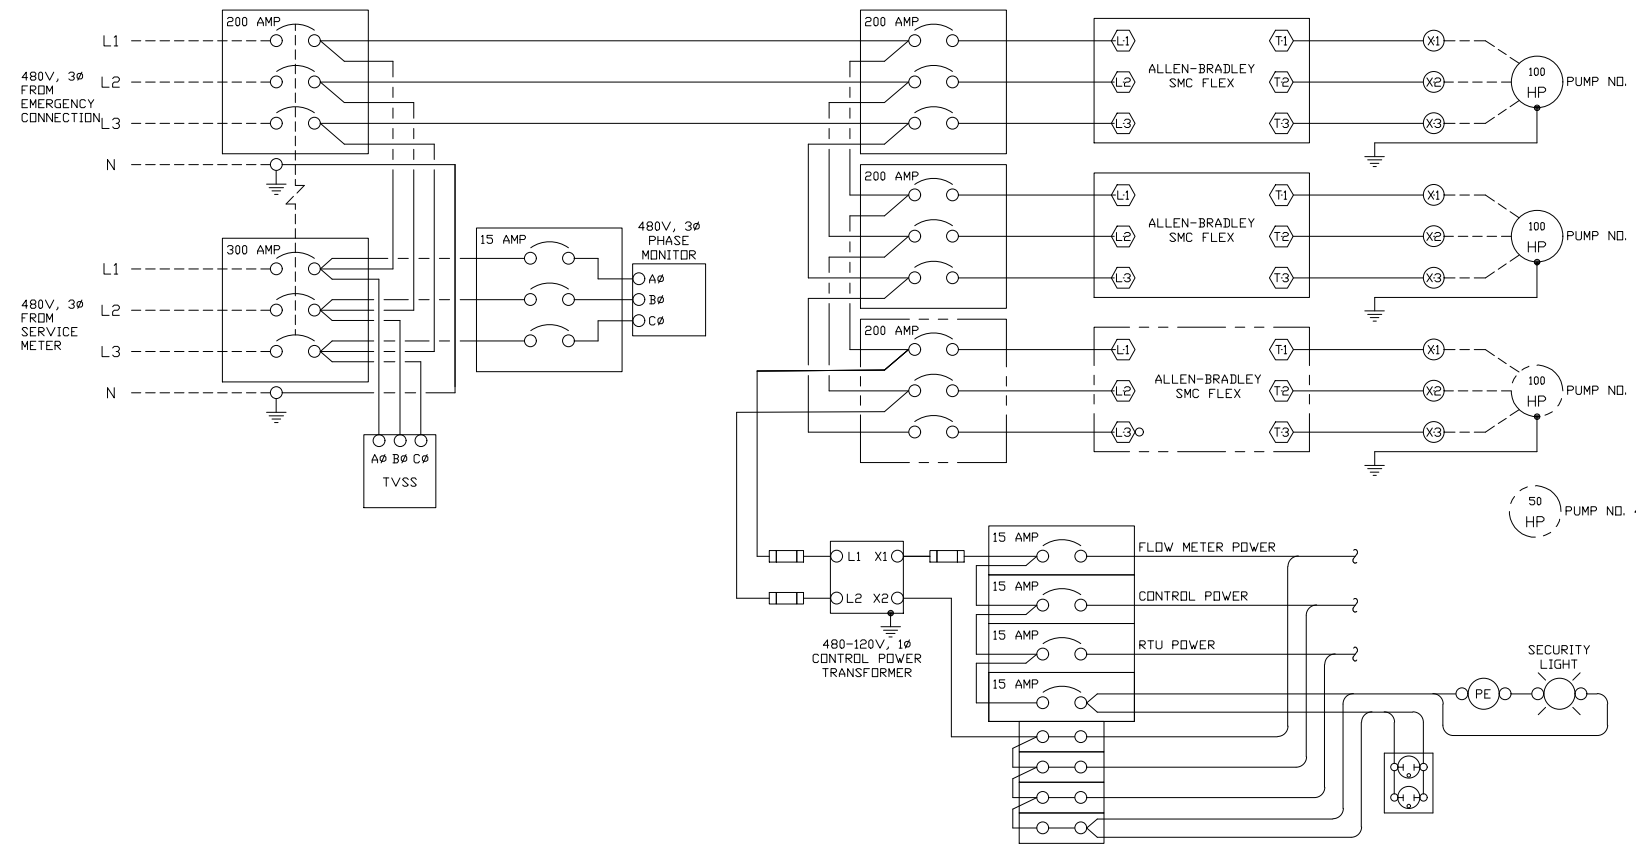 200 AMP
L1
480V, 3Ø
FROM
EMERGENCY
CONNECTION
L2
L3
N
300 AMP
L1
480V, 3Ø
FROM
SERVICE
METER
L2
L3
N
15 AMP
480V, 3Ø
PHASE
MONITOR
AØ
BØ
CØ
AØ BØ CØ
TVSS
200 AMP
L1
L2
L3
ALLEN-BRADLEY
SMC FLEX
T1
T2
T3
X1
X2
X3
100
HP
PUMP NO.
200 AMP
L1
L2
L3
ALLEN-BRADLEY
SMC FLEX
T1
T2
T3
X1
X2
X3
100
HP
PUMP NO.
200 AMP
L1
L2
L3
ALLEN-BRADLEY
SMC FLEX
T1
T2
T3
X1
X2
X3
100
HP
PUMP NO.
50
HP
PUMP NO.
L1 X1
L2 X2
480-120V, 1Ø
CONTROL POWER
TRANSFORMER
15 AMP
FLOW METER POWER
15 AMP
CONTROL POWER
15 AMP
RTU POWER
15 AMP
SECURITY
LIGHT
PE